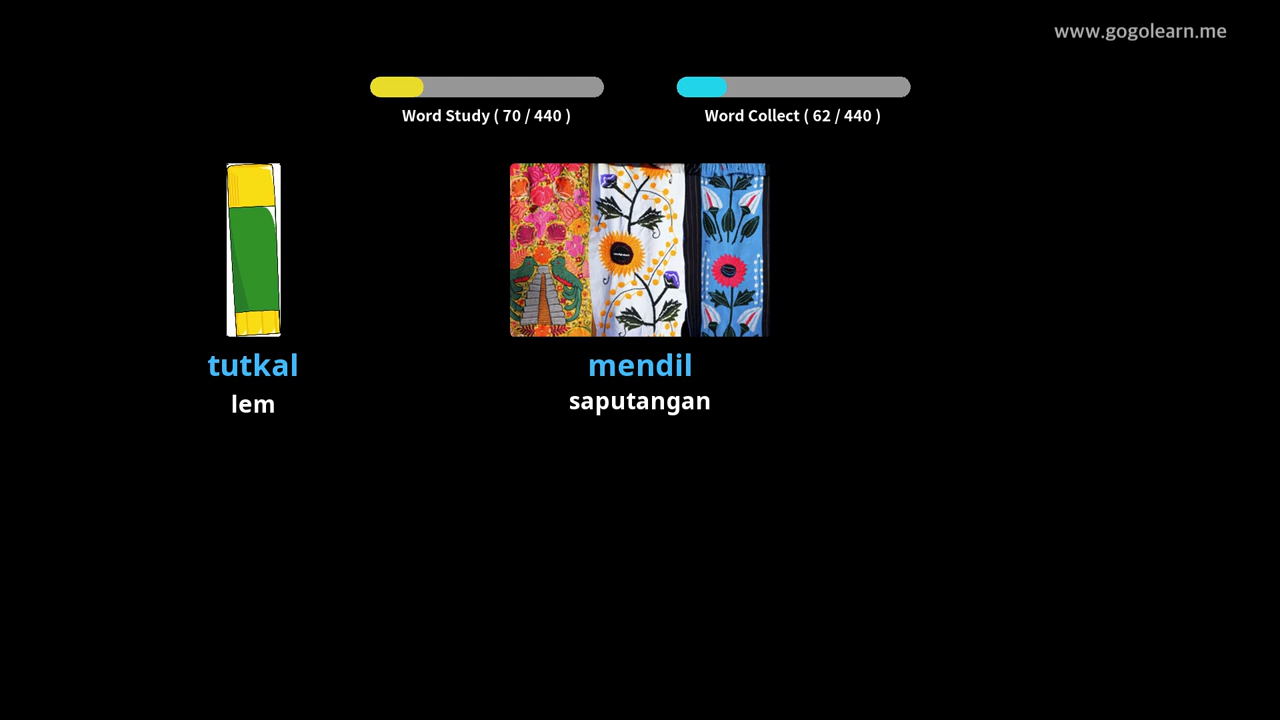 www.gogolearn.me
Word Study ( 70 / 440 )
Word Collect ( 62 / 440 )
tutkal
lem
mendil
saputangan